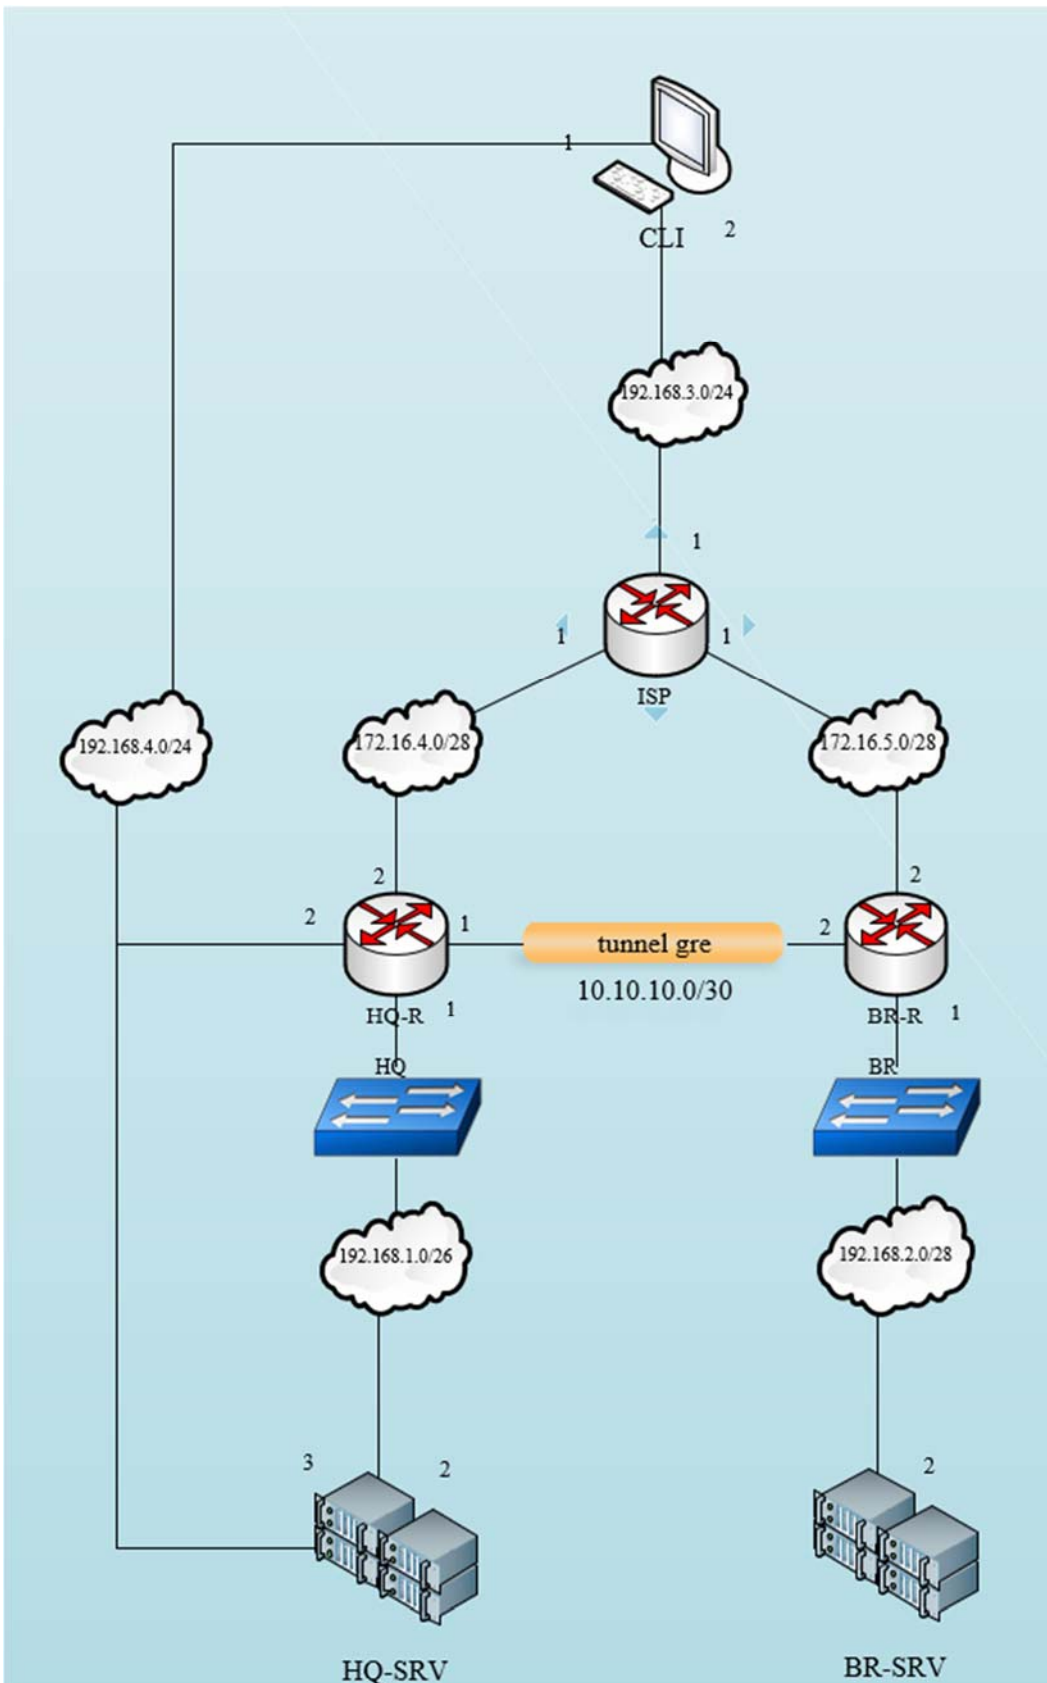 1
CLI
2
192.168.3.0/24
1
1
1
ISP
192.168.4.0/24
172.16.4.0/28
172.16.5.0/28
2
2
2
1
tunnel gre
2
10.10.10.0/30
HQ-R
1
BR-R
1
HQ
BR
192.168.1.0/26
192.168.2.0/28
3
2
2
HQ-SRV
BR-SRV